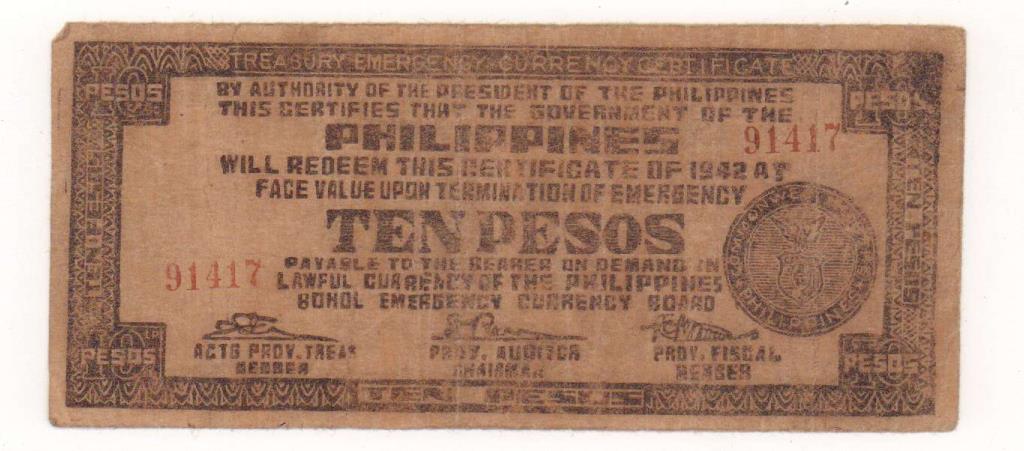 TREASURY EMERGENCY CURRENCY CERTIFICATE
PESOS PESOS
BY AUTHORITY OF THE PRESIDENT OF THE PHILIPPINES
THIS CERTIFIES THAT THE GOVERNMENT OF THE
PHILIPPINES
91417
WILL REDEEM THIS CERTIFICATE OF 1942 AT
FACE VALUE UPON TERMINATION OF EMERGENCY
TEN PESOS
TEN PESOS
TEN PESOS
PAYABLE TO THE BEARER ON DEMAND IN
91417
LAWFUL CURRENCY OF THE PHILIPPINES
BOHOL EMERGENCY CURRENCY BOARD
ACTG PROV. TREAS PROV. AUDITOR PROV. FISCAL
MEMBER CHAIRMAN MEMBER
PESOS PESOS
TEN PESOS